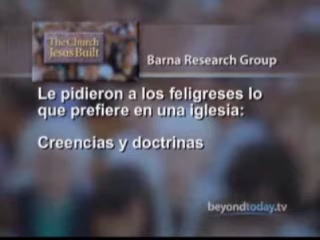 The Church
Jesus Built
Barna Research Group
Le pidieron a los feligreses lo
que prefiere en una iglesia:
Creencias y doctrinas
beyondtoday.tv